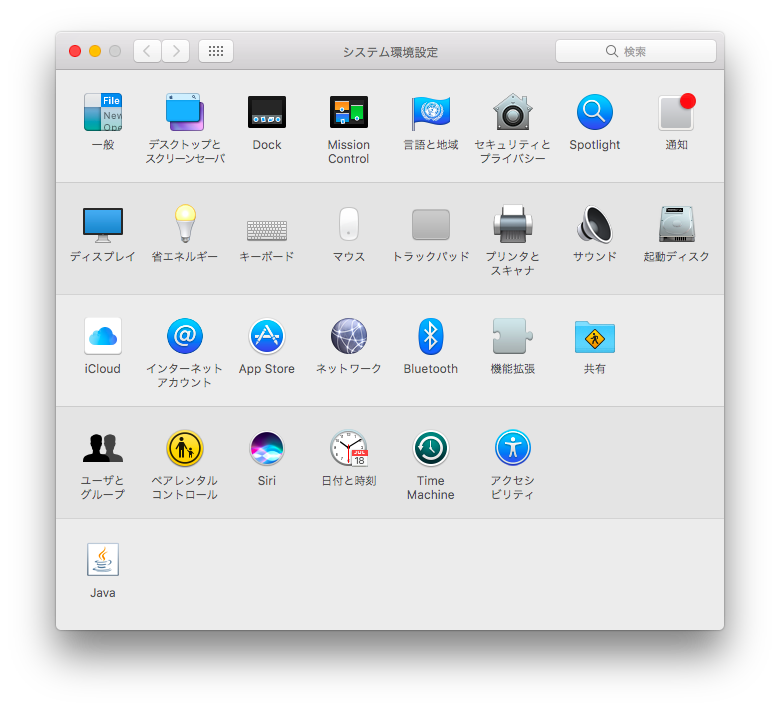 システム環境設定
検索
File
New
Ope
一般
デスクトップと
スクリーンセーバ
Dock
Mission
Control
言語と地域
セキュリティと
プライバシー
Spotlight
通知
ディスプレイ
省エネルギー
キーボード
マウス
トラックパッド
プリンタと
スキャナ
サウンド
起動ディスク
iCloud
@
インターネット
アカウント
App Store
ネットワーク
Bluetooth
機能拡張
共有
ユーザと
グループ
ペアレンタル
コントロール
Siri
JUL
18
日付と時刻
Time
Machine
アクセシ
ビリティ
Java